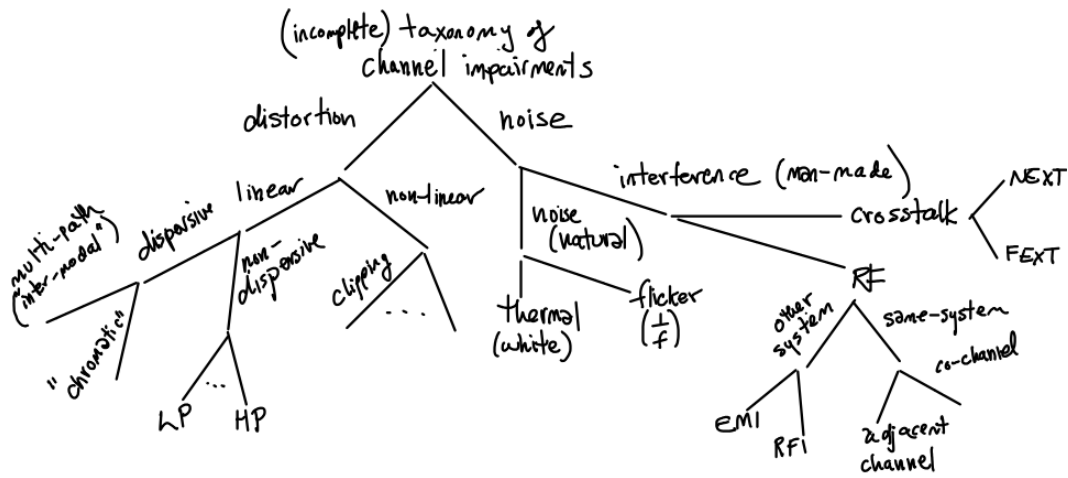 (incomplete) taxonomy of
channel impairments
distortion
noise
linear
non-linear
interference (man-made)
NEXT
crosstalk
FEXT
multi-path
("inter-modal")
dispersive
non-
dispersive
noise
(natural)
clipping
...
RF
"chromatic"
...
LP
HP
thermal
(white)
flicker
(1/f)
other
system
same-system
co-channel
EMI
RFI
adjacent
channel